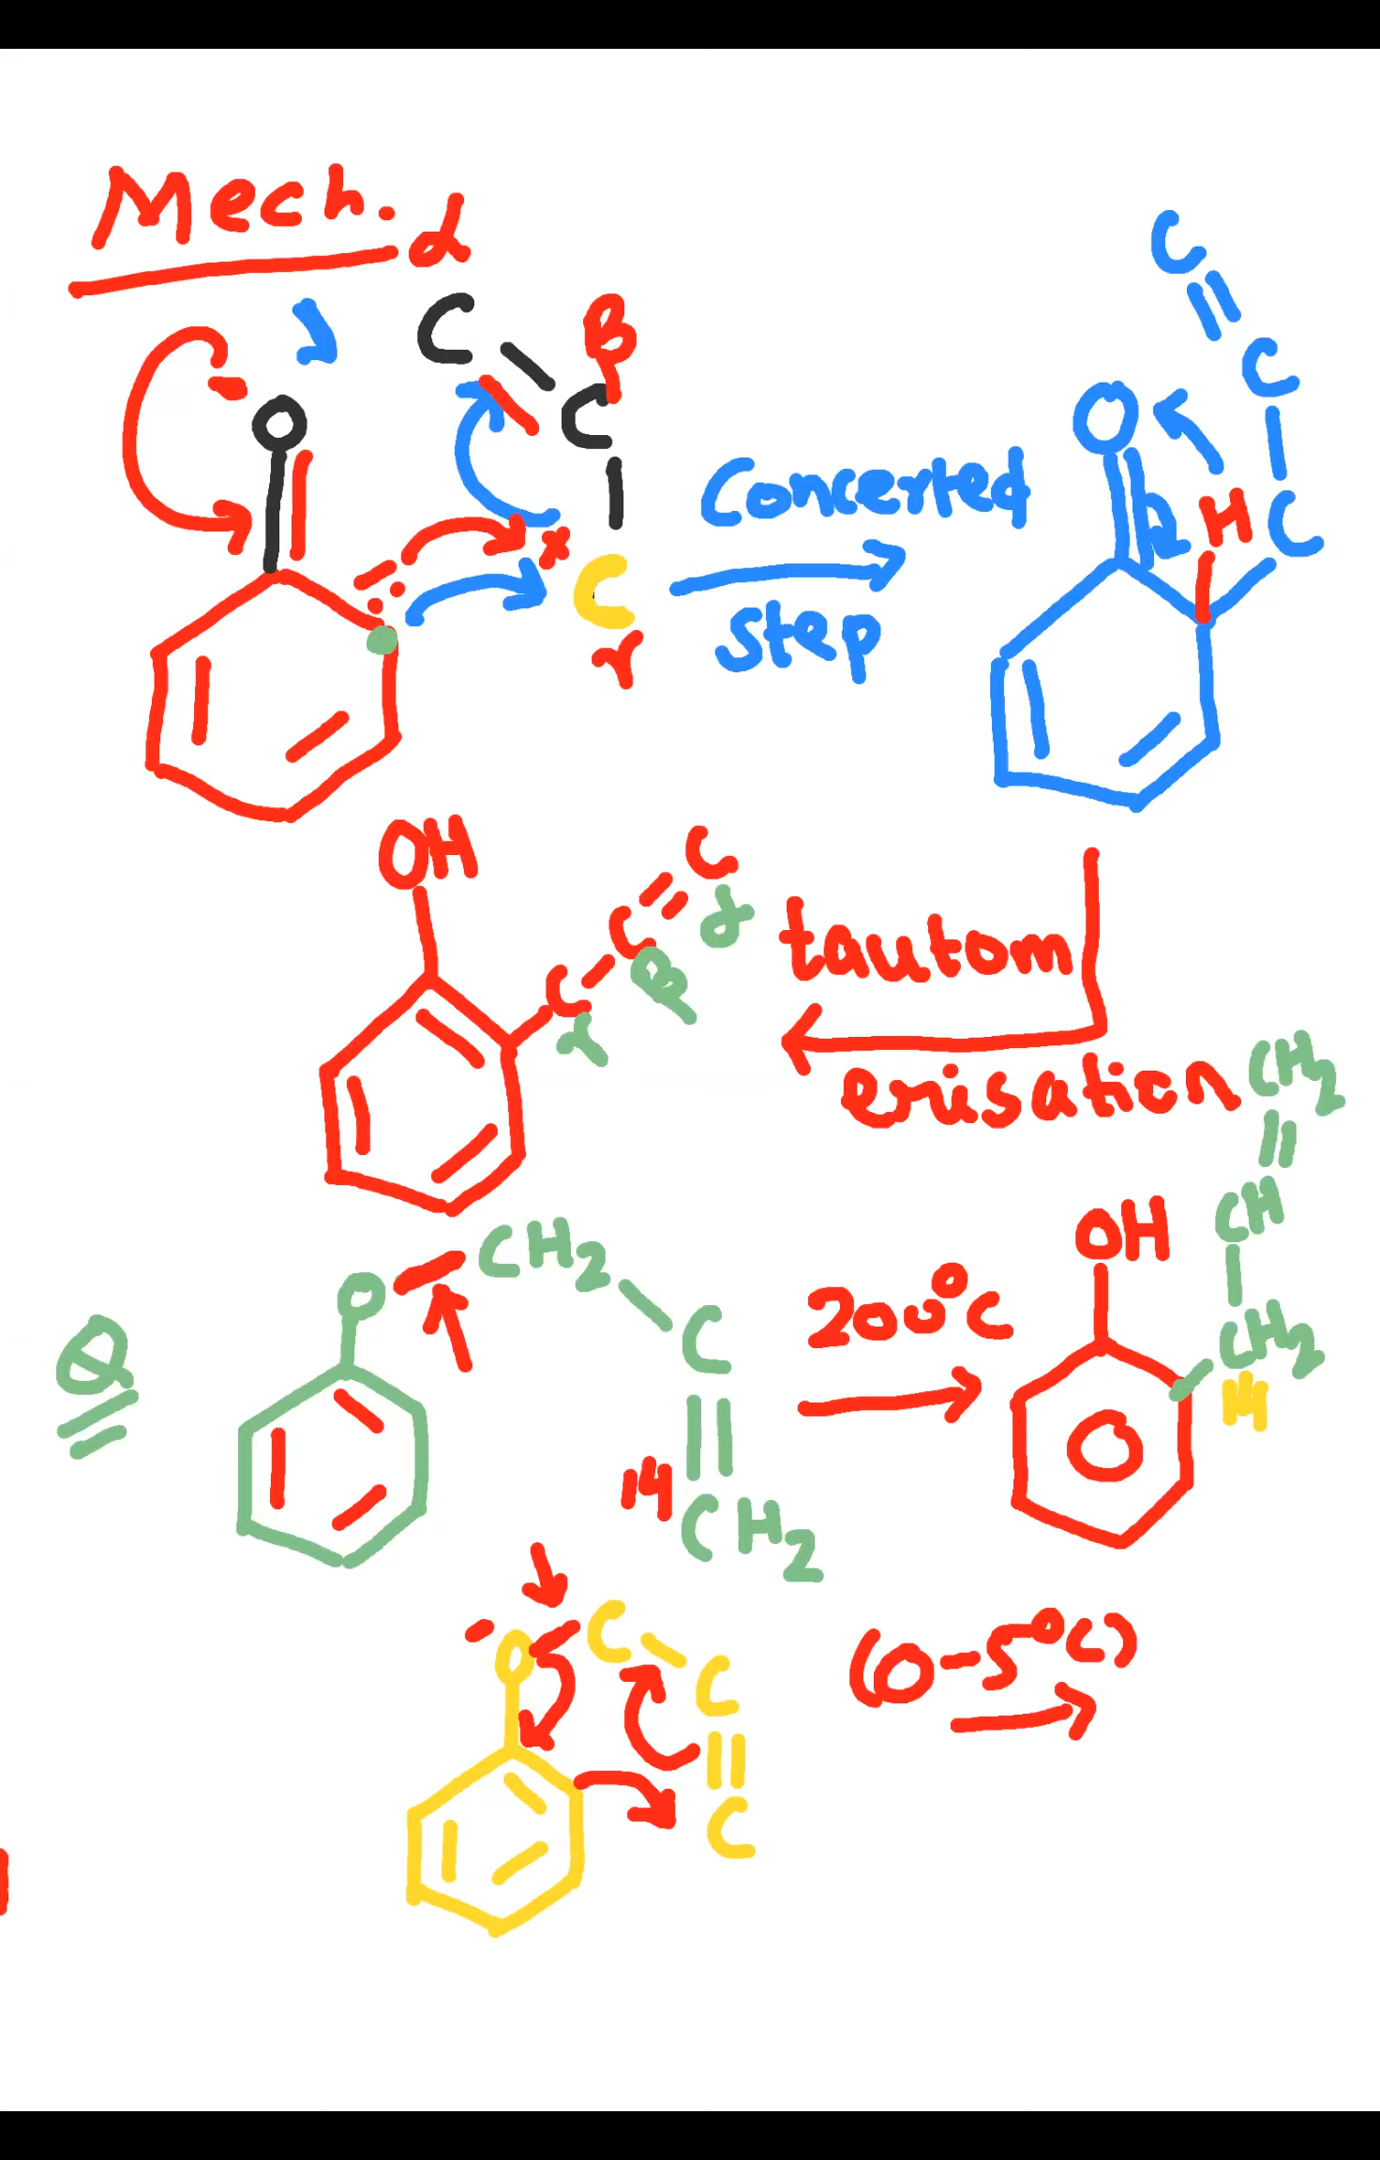 Mech.
α
C
β
O
C
C
γ
Concerted
Step
C
C
O
H
C
OH
C
α
C
β
C
γ
tautom
erisation
CH2
CH
OH
CH2
14
Q
O
CH2
C
14
CH2
200°C
O
C
C
C
(0-5°C)